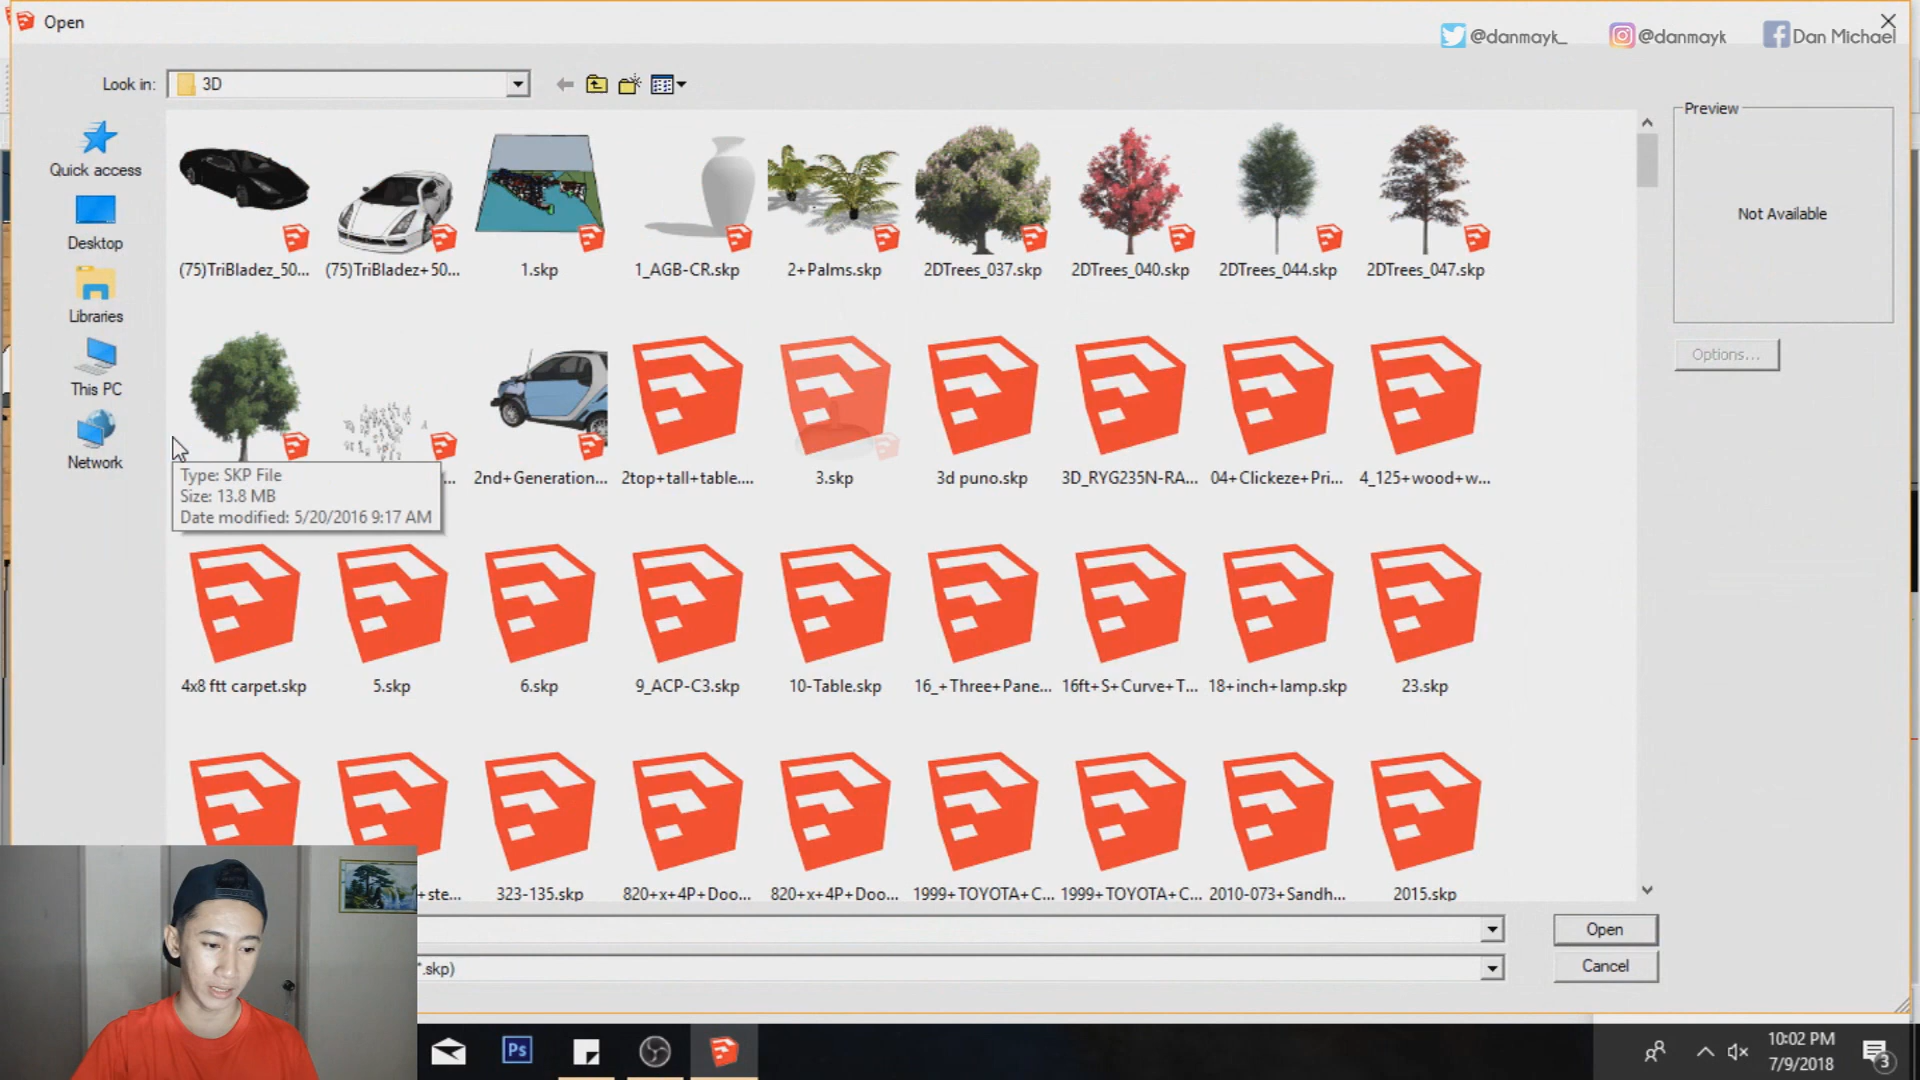 Open
@danmayk_
@danmayk
Dan Michael
Look in:
3D
Preview
Not Available
Options...
Quick access
Desktop
Libraries
This PC
Network
(75)TriBladez_50...
(75)TriBladez+50...
1.skp
1_AGB-CR.skp
2+Palms.skp
2DTrees_037.skp
2DTrees_040.skp
2DTrees_044.skp
2DTrees_047.skp
2nd+Generation...
2top+tall+table....
3.skp
3d puno.skp
3D_RYG235N-RA...
04+Clickeze+Pri...
4_125+wood+w...
Type: SKP File
Size: 13.8 MB
Date modified: 5/20/2016 9:17 AM
4x8 ftt carpet.skp
5.skp
6.skp
9_ACP-C3.skp
10-Table.skp
16_+Three+Pane...
16ft+S+Curve+T...
18+inch+lamp.skp
23.skp
+ste...
323-135.skp
820+x+4P+Doo...
820+x+4P+Doo...
1999+TOYOTA+C...
1999+TOYOTA+C...
2010-073+Sandh...
2015.skp
Open
*.skp)
Cancel
Ps
10:02 PM
7/9/2018
3